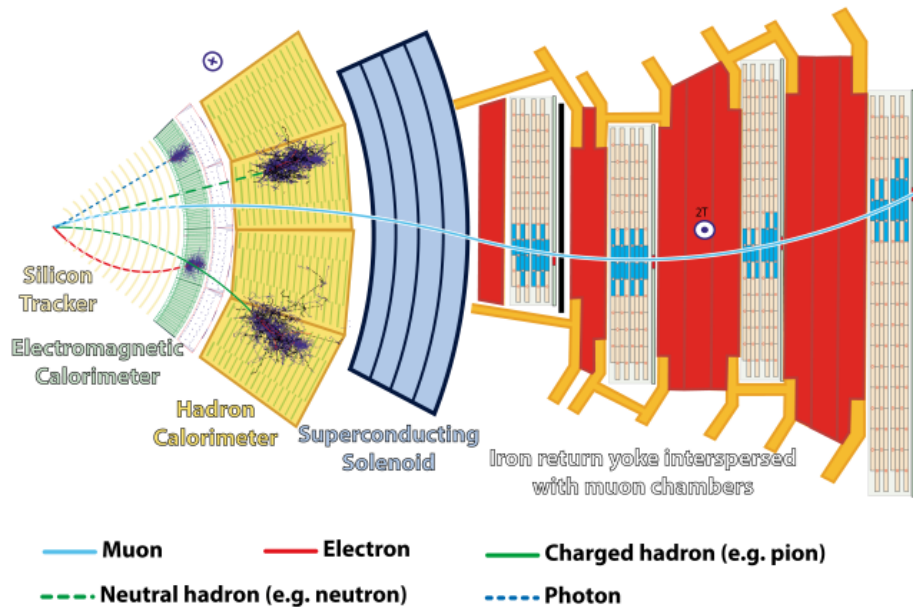 2T
Silicon
Tracker
Electromagnetic
Calorimeter
Hadron
Calorimeter
Superconducting
Solenoid
Iron return yoke interspersed
with muon chambers
Muon
Electron
Charged hadron (e.g. pion)
Neutral hadron (e.g. neutron)
Photon